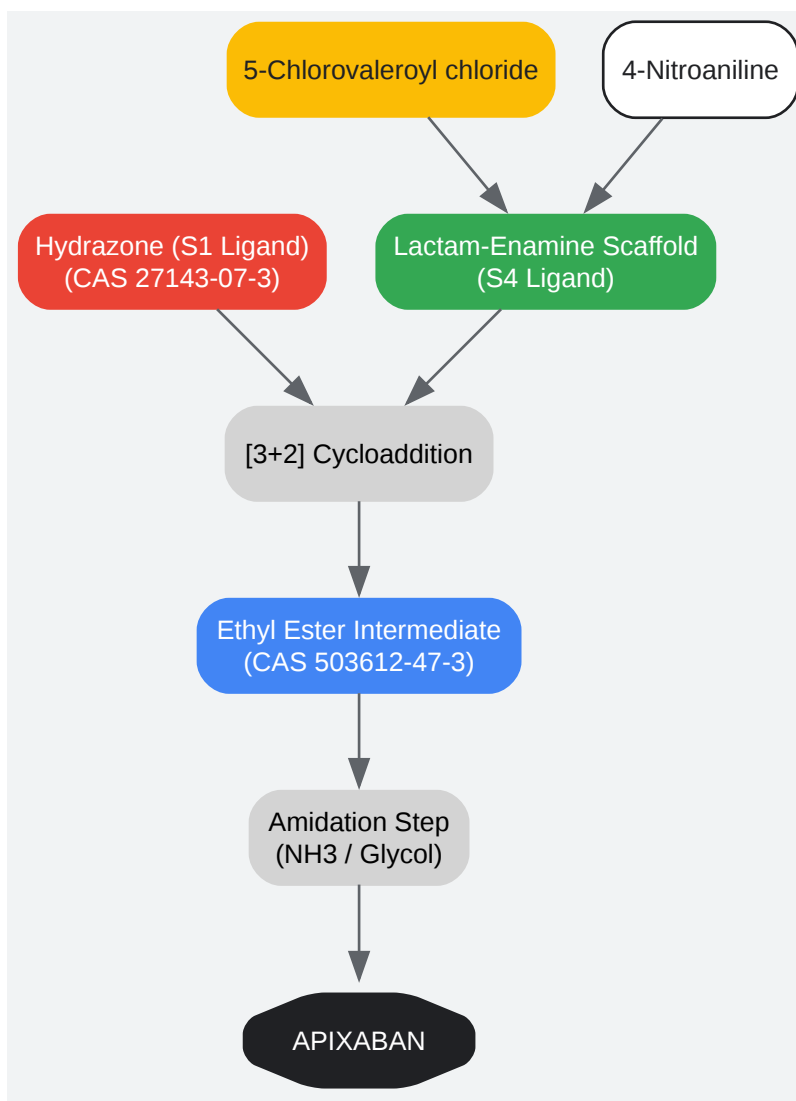 5-Chlorovaleroyl chloride
4-Nitroaniline
Hydrazone (S1 Ligand)
(CAS 27143-07-3)
Lactam-Enamine Scaffold
(S4 Ligand)
[3+2] Cycloaddition
Ethyl Ester Intermediate
(CAS 503612-47-3)
Amidation Step
(NH3 / Glycol)
APIXABAN